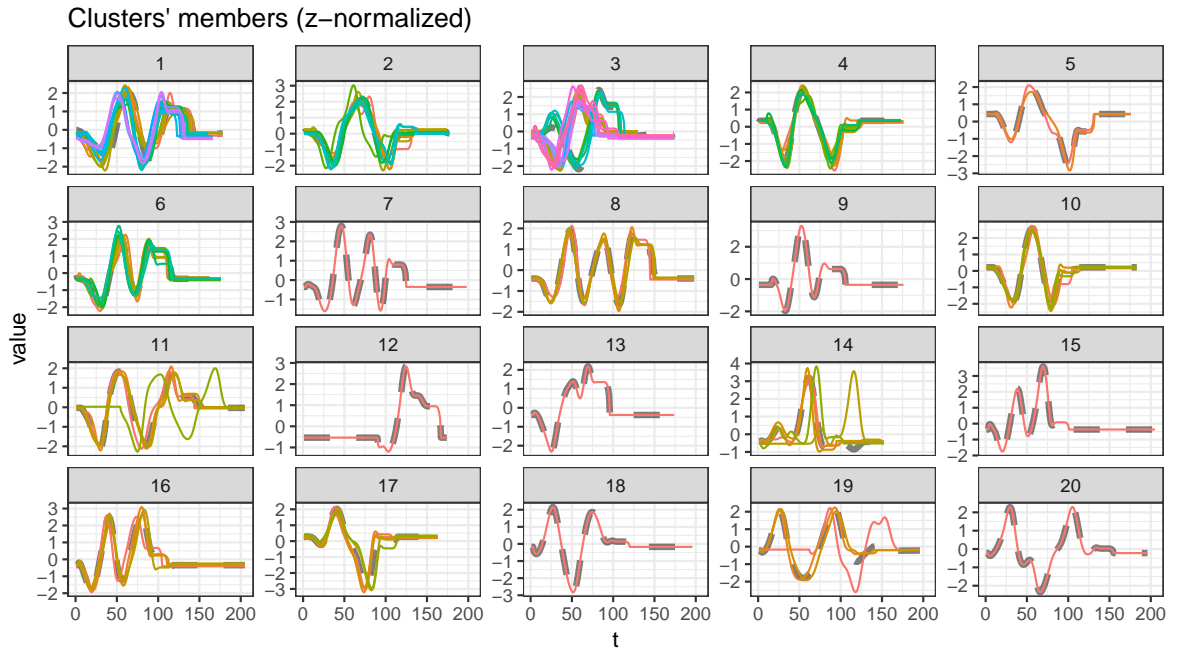 Clusters' members (z−normalized)
1 2 3 4 5
2 3 2 2 2
1 2 1 1 1
0 1 0 0 0
−1 0 −1 −1 −1
−2 −1 −2 −2 −2
−2 −3
6 7 8 9 10
3 3 2 2 3
2 2 1 0 2
1 1 0 −2 1
0 0 −1 0
−1 −1 −2 −1
−2 −2
11 12 13 14 15
2 3 2 4 3
1 2 1 3 2
0 1 0 2 1
−1 0 −1 1 0
−2 −1 −2 0 −1
−1 −2
16 17 18 19 20
3 2 2 2 2
2 1 1 1 1
1 0 0 0 0
0 −1 −1 −1 −1
−1 −2 −2 −2 −2
−2 −3 −3
0 50 100 150 200 0 50 100 150 200 0 50 100 150 200 0 50 100 150 200 0 50 100 150 200
t
value